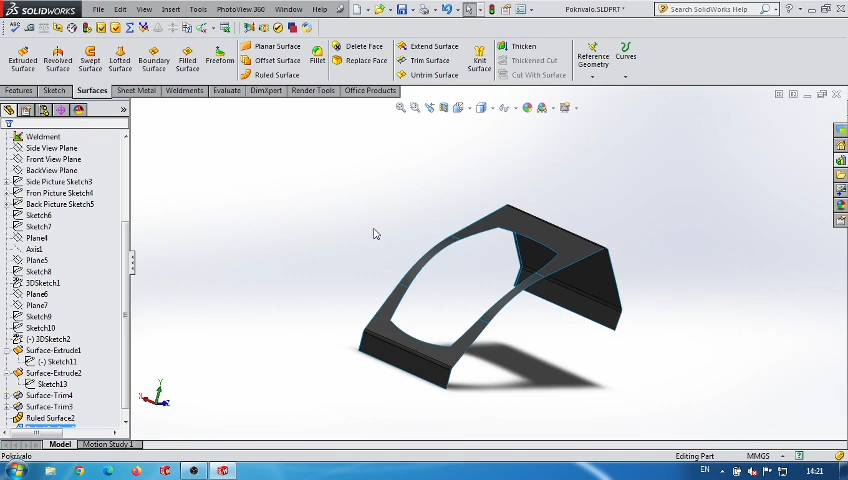 SOLIDWORKS
File Edit View Insert Tools PhotoView 360 Window Help
Pokrivalo.SLDPRT *
Search SolidWorks
Extruded Surface
Revolved Surface
Swept Surface
Lofted Surface
Boundary Surface
Filled Surface
Freeform
Planar Surface
Offset Surface
Ruled Surface
Fillet
Delete Face
Replace Face
Extend Surface
Trim Surface
Untrim Surface
Knit Surface
Thicken
Thickened Cut
Cut With Surface
Reference Geometry
Curves
Features Sketch Surfaces Sheet Metal Weldments Evaluate DimXpert Render Tools Office Products
Weldment
Side View Plane
Front View Plane
BackView Plane
Side Picture Sketch3
Fron Picture Sketch4
Back Picture Sketch5
Sketch6
Sketch7
Plane4
Axis1
Plane5
Sketch8
3DSketch1
Plane6
Plane7
Sketch9
Sketch10
(-) 3DSketch2
Surface-Extrude1
(-) Sketch11
Surface-Extrude2
Sketch13
Surface-Trim4
Surface-Trim3
Ruled Surface2
Y
X
Z
Model Motion Study 1
Pokrivalo
Editing Part
MMGS
EN
14:21